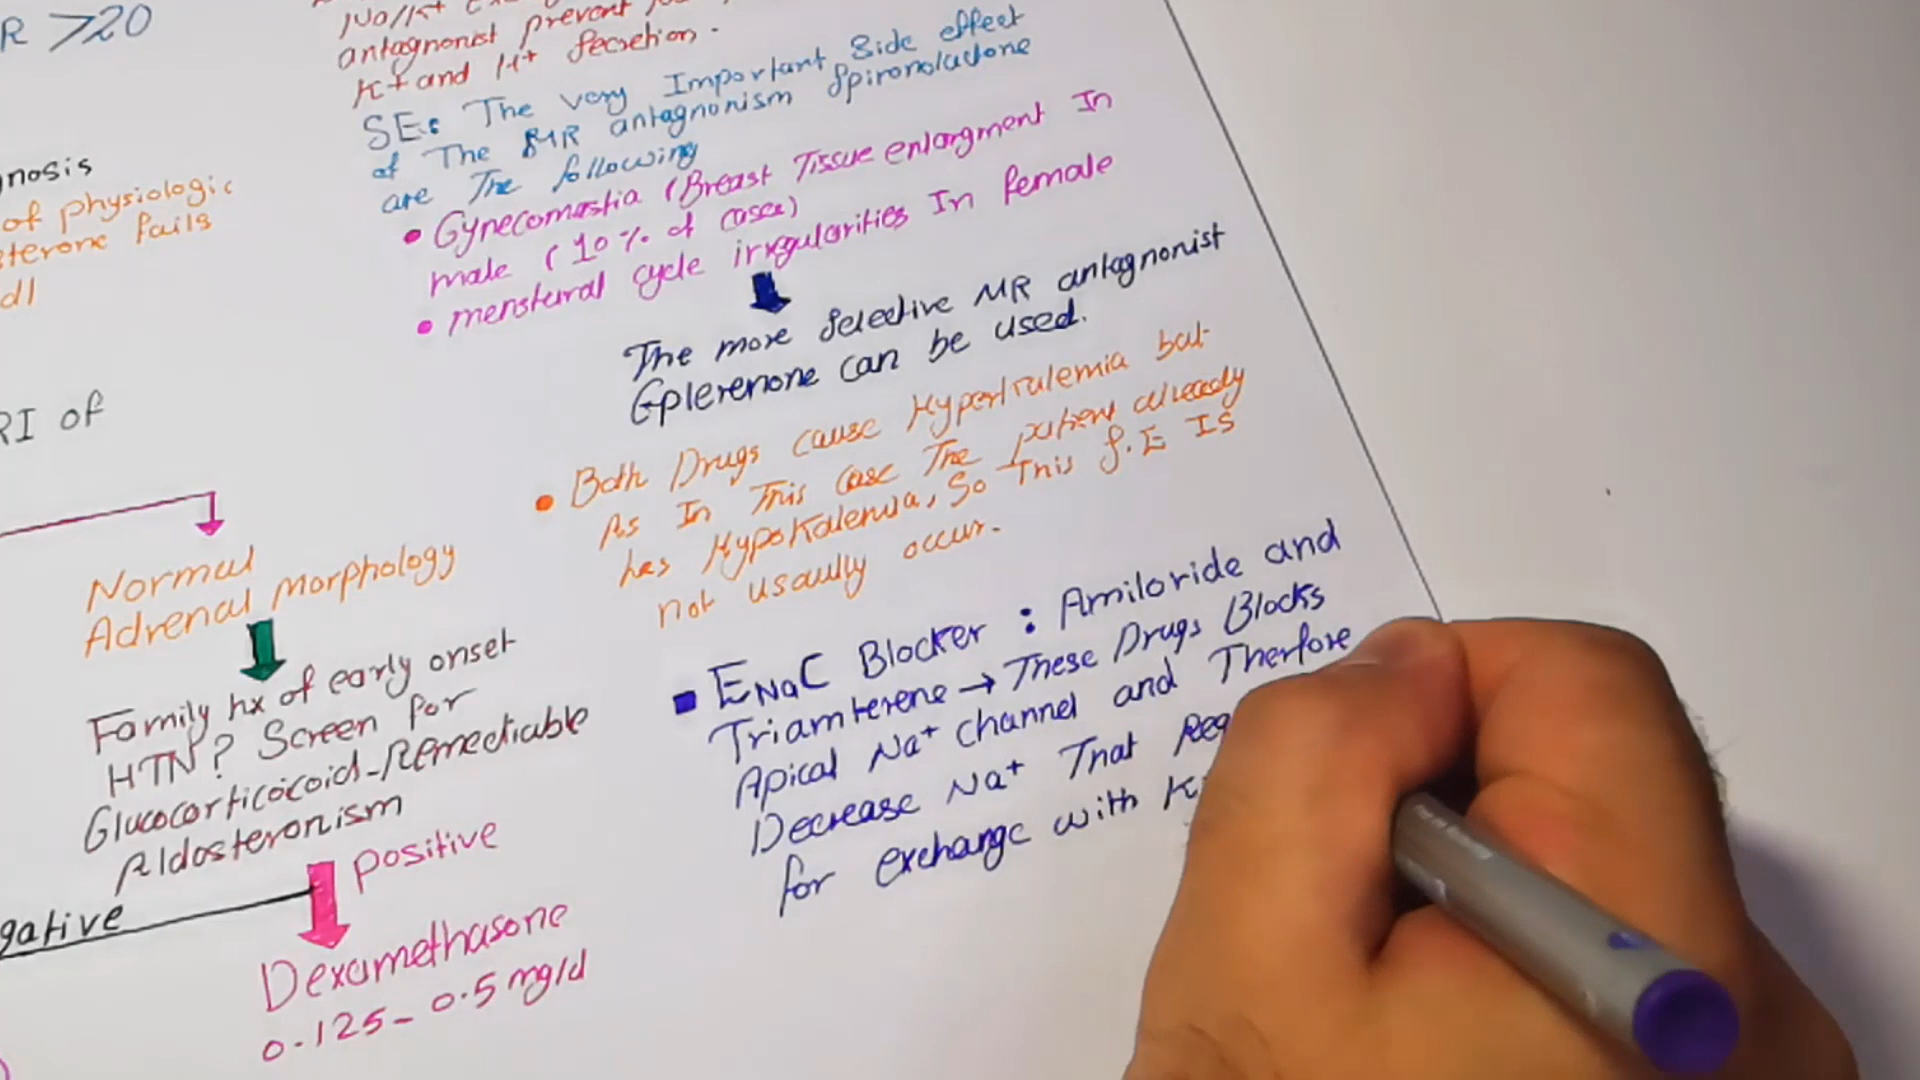 R >20
antagnonist prevent
K+ and H+ secretion.
SE: The very Important Side effect
of The MR antagnonism Spironolactone
are The following
• Gynecomastia (Breast Tissue enlargment In
male (10% of cases)
• mensteural cycle irregularities In female
The more Selective MR antagnonist
Eplerenone can be used.
• Both Drugs cause Hyperkalemia but
As In This case The patient already
has Hypokalemia, So This S.E IS
not usaully occur.
■ ENaC Blocker : Amiloride and
Triamterene → These Drugs Blocks
Apical Na+ channel and Therfore
Decrease Na+ That
for exchange with
gnosis
of physiologic
sterone fails
dl
RI of
Normal
Adrenal morphology
Family hx of early onset
HTN? Screen for
Glucocorticocoid-Remediable
Aldosteronism
positive
gative
Dexamethasone
0.125- 0.5 mg/d